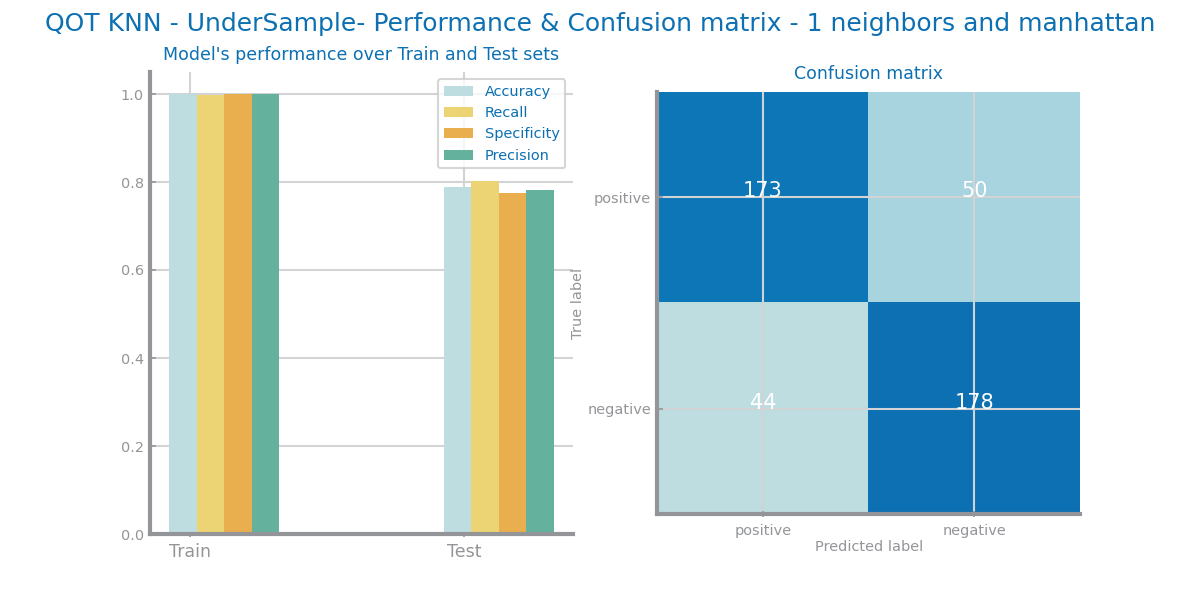 QOT KNN - UnderSample- Performance & Confusion matrix - 1 neighbors and manhattan
Model's performance over Train and Test sets
1.0
0.8
0.6
0.4
0.2
0.0
Train
Test
Accuracy
Recall
Specificity
Precision
Confusion matrix
True label
positive
negative
173
50
44
178
positive
negative
Predicted label